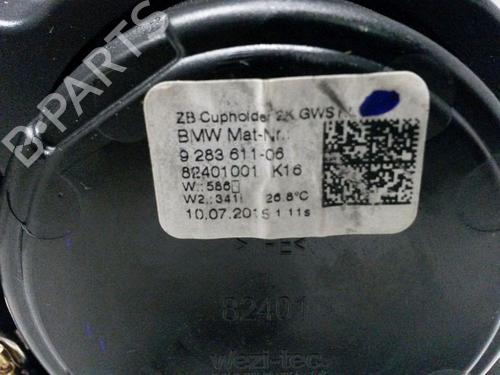 B-PARTS
ZB Cupholder 2K GWS
BMW Mat-Nr.:
9 283 611-06
82401001 K16
W.:586
W2.:341 26.8°C
10.07.2015 1.11s
82401
wezi-tec